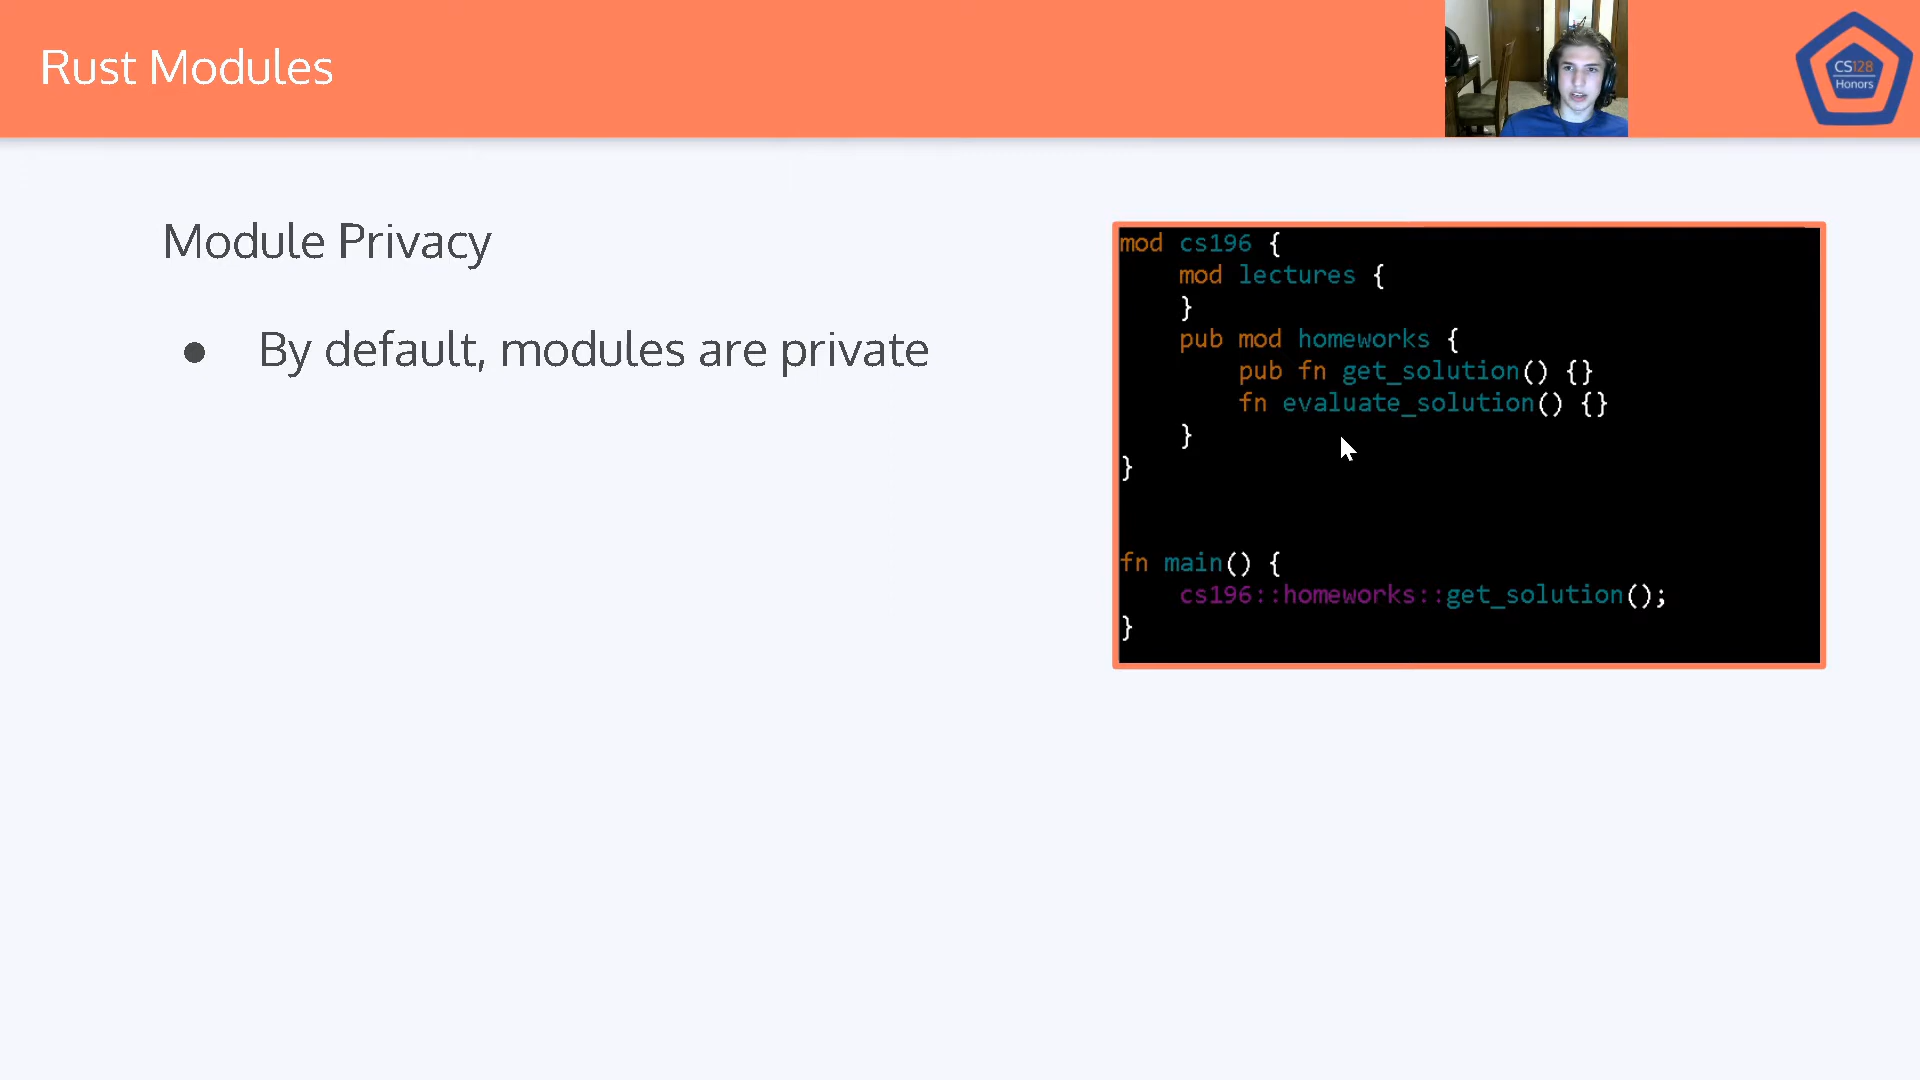 Rust Modules
CS128
Honors
Module Privacy
● By default, modules are private
mod cs196 {
    mod lectures {
    }
    pub mod homeworks {
        pub fn get_solution() {}
        fn evaluate_solution() {}
    }
}
fn main() {
    cs196::homeworks::get_solution();
}